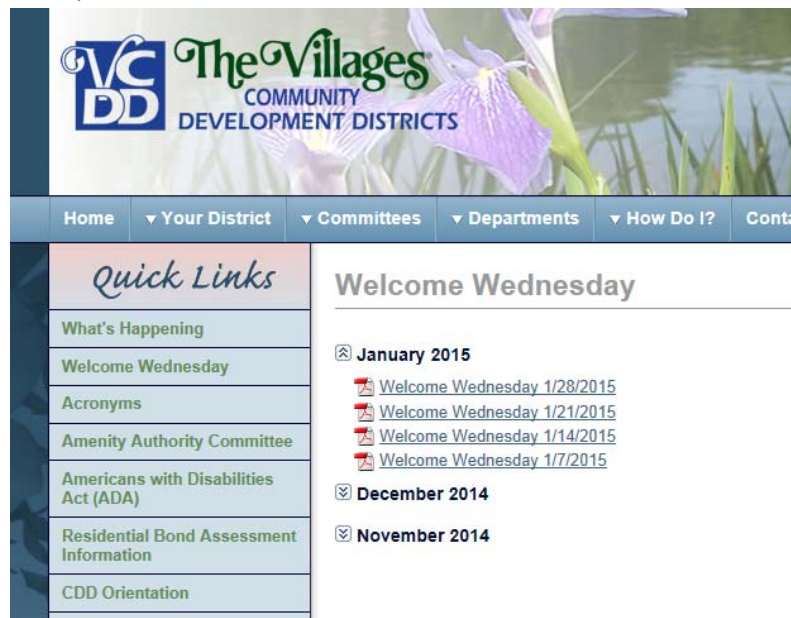 VC
DD
The Villages
COMMUNITY
DEVELOPMENT DISTRICTS
Home ▼ Your District ▼ Committees ▼ Departments ▼ How Do I?
Quick Links
What's Happening
Welcome Wednesday
Acronyms
Amenity Authority Committee
Americans with Disabilities
Act (ADA)
Residential Bond Assessment
Information
CDD Orientation
Welcome Wednesday
January 2015
Welcome Wednesday 1/28/2015
Welcome Wednesday 1/21/2015
Welcome Wednesday 1/14/2015
Welcome Wednesday 1/7/2015
December 2014
November 2014